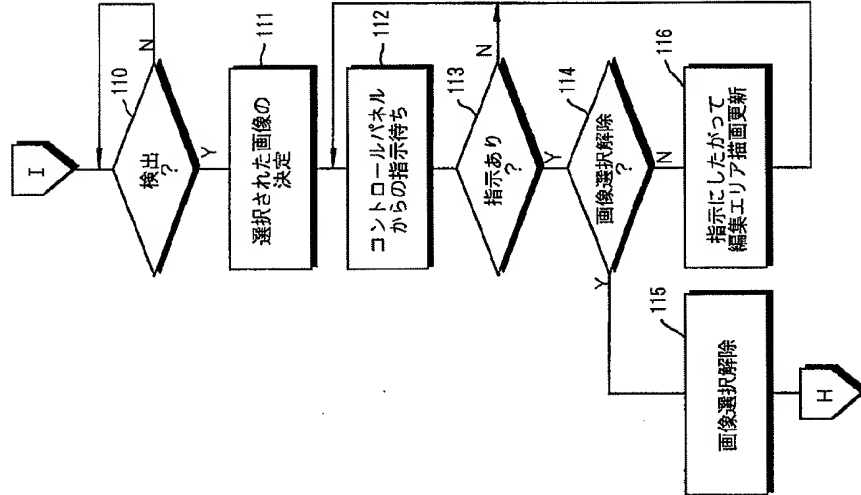 I
110
検出
?
N
Y
111
選択された画像の
決定
112
コントロールパネル
からの指示待ち
113
指示あり
?
N
Y
114
画像選択解除
?
Y
N
115
画像選択解除
116
指示にしたがって
編集エリア描画更新
H